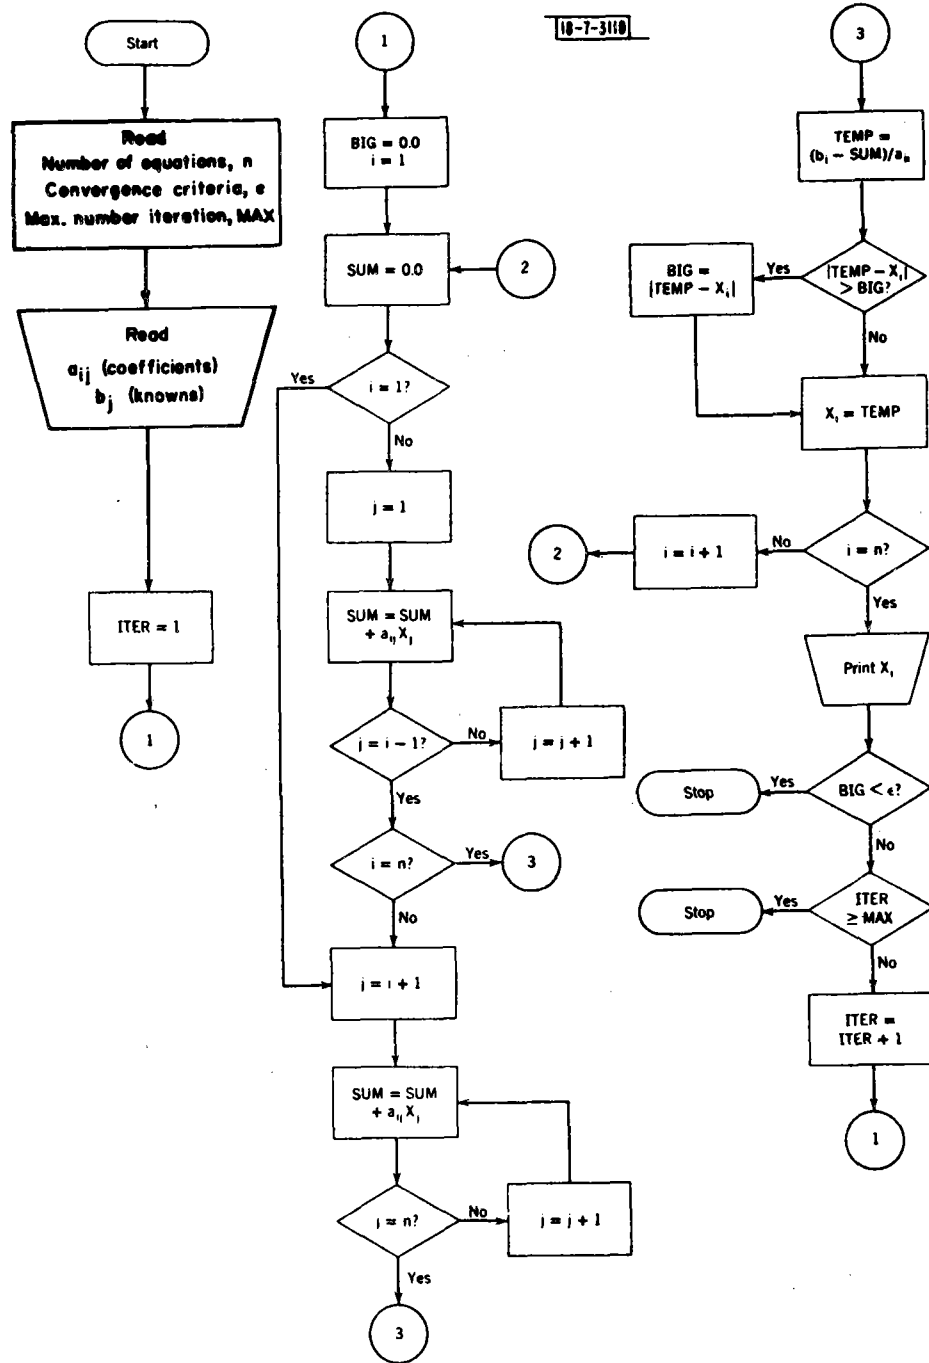 Start
Read
Number of equations, n
Convergence criteria, ε
Max. number iteration, MAX
Read
a_ij (coefficients)
b_j (knowns)
ITER = 1
1
1
BIG = 0.0
i = 1
SUM = 0.0
2
i = 1?
Yes
No
j = 1
SUM = SUM
+ a_ij X_j
j = i − 1?
No
j = j + 1
Yes
i = n?
Yes
3
No
j = i + 1
SUM = SUM
+ a_ij X_j
j = n?
No
j = j + 1
Yes
3
18-7-3118
3
TEMP =
(b_i − SUM)/a_ii
|TEMP − X_i|
> BIG?
Yes
BIG =
|TEMP − X_i|
No
X_i = TEMP
i = n?
No
i = i + 1
2
Yes
Print X_i
BIG < ε?
Yes
Stop
No
ITER
≥ MAX
Yes
Stop
No
ITER =
ITER + 1
1